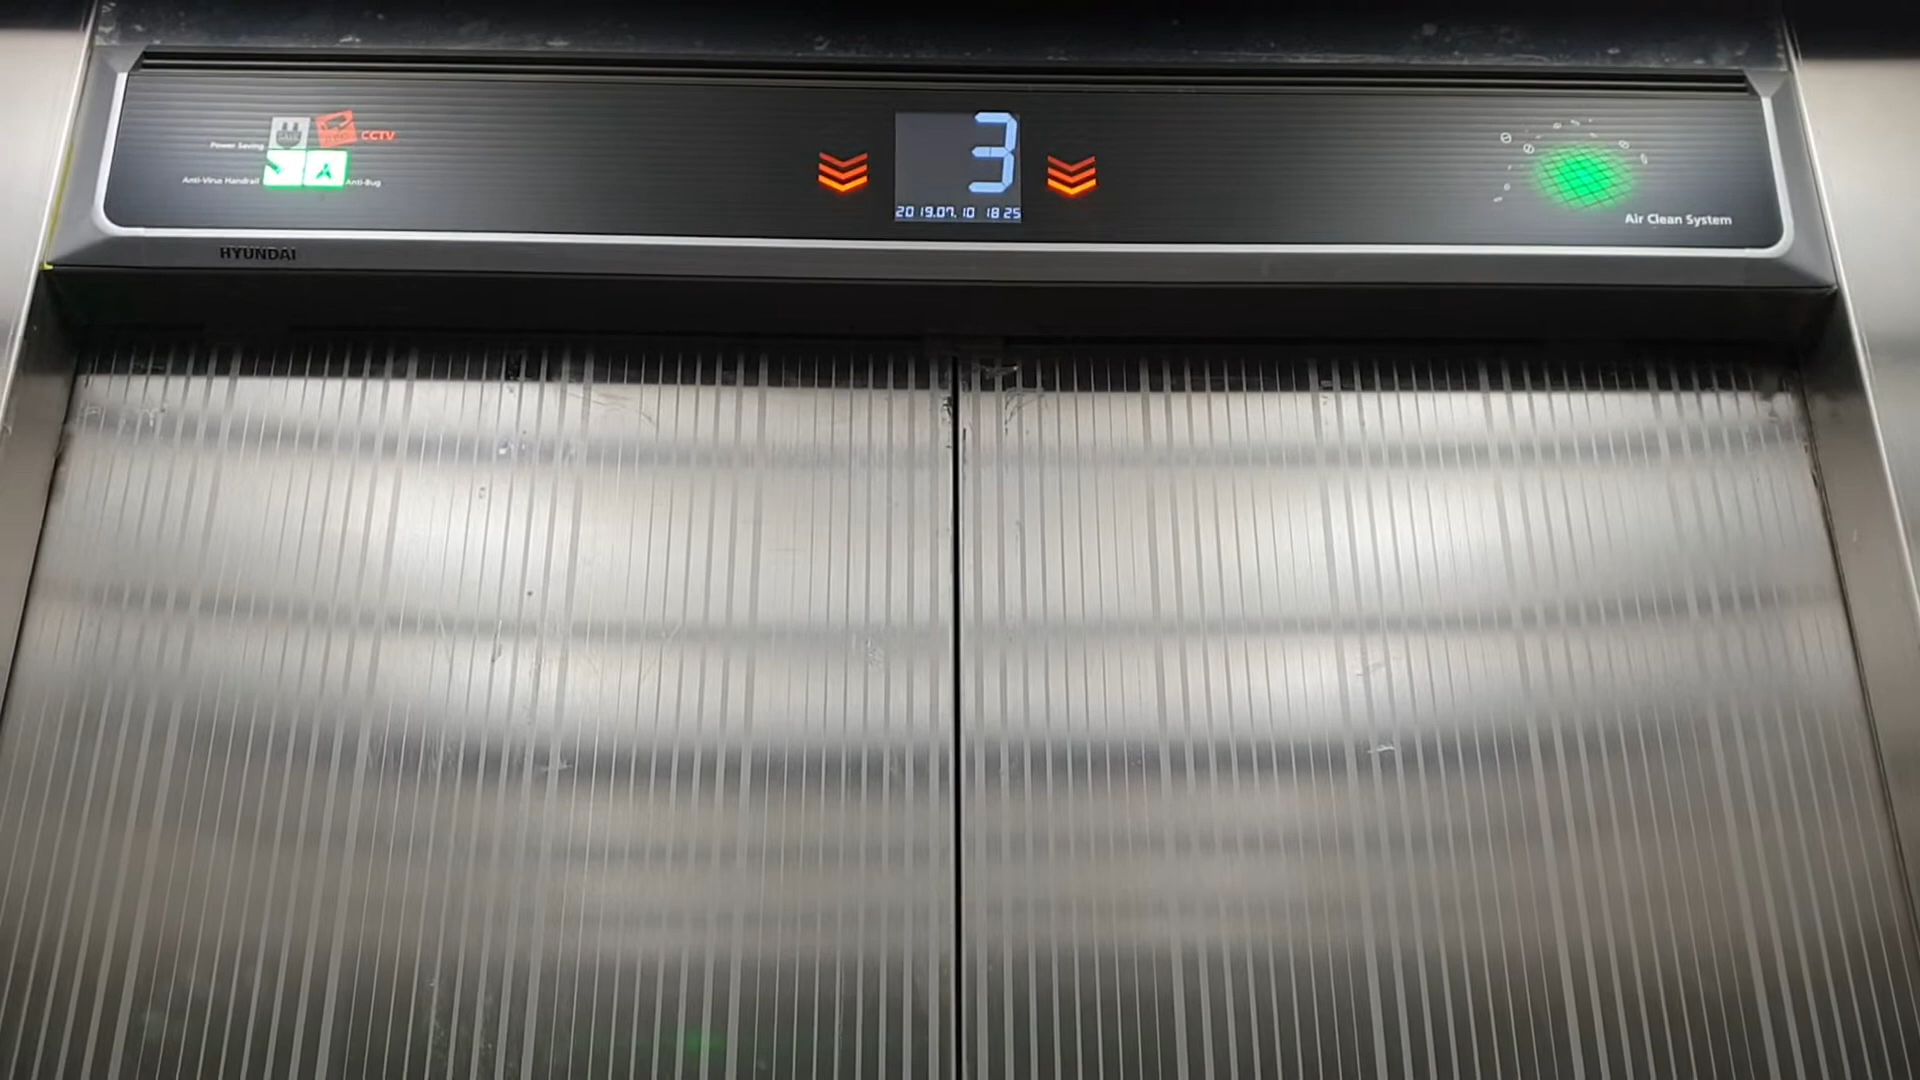 CCTV
Power Saving
Anti-Virus Handrail
Anti-Bug
3
2019.07.10 18 25
Air Clean System
HYUNDAI